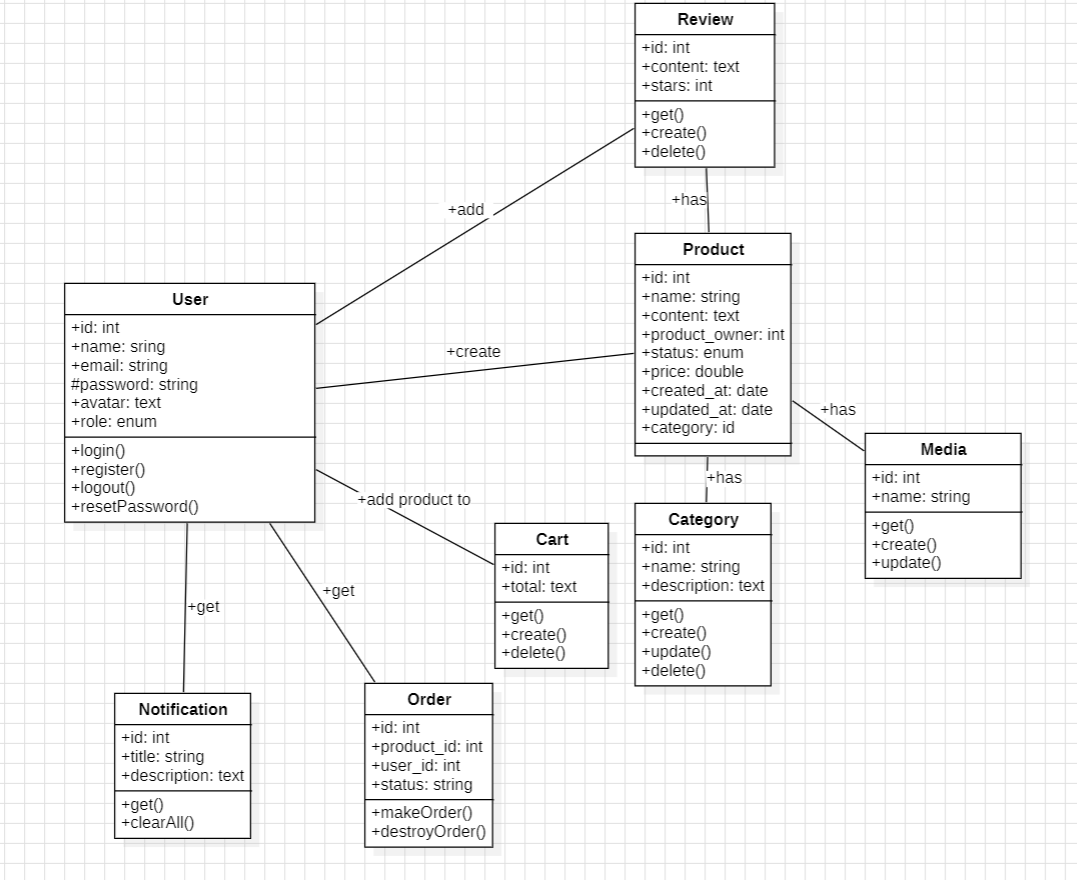 Review
+id: int
+content: text
+stars: int
+get()
+create()
+delete()
+add
+has
Product
+id: int
+name: string
+content: text
+product_owner: int
+status: enum
+price: double
+created_at: date
+updated_at: date
+category: id
User
+id: int
+name: sring
+email: string
#password: string
+avatar: text
+role: enum
+login()
+register()
+logout()
+resetPassword()
+create
+has
Media
+id: int
+name: string
+get()
+create()
+update()
+has
Category
+id: int
+name: string
+description: text
+get()
+create()
+update()
+delete()
+add product to
Cart
+id: int
+total: text
+get()
+create()
+delete()
+get
+get
Notification
+id: int
+title: string
+description: text
+get()
+clearAll()
Order
+id: int
+product_id: int
+user_id: int
+status: string
+makeOrder()
+destroyOrder()